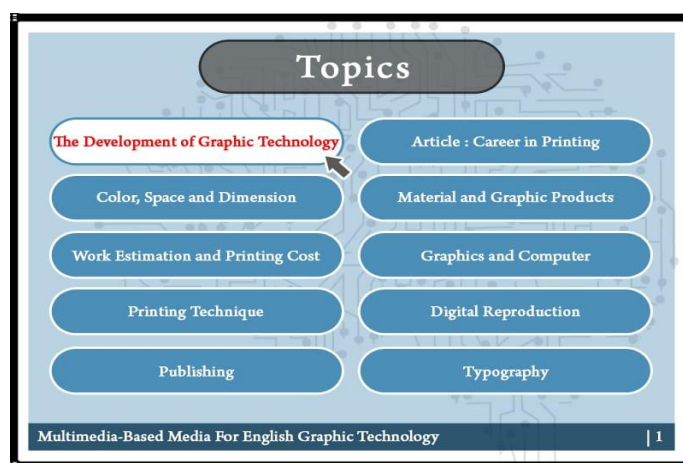 Topics
The Development of Graphic Technology
Article : Career in Printing
Color, Space and Dimension
Material and Graphic Products
Work Estimation and Printing Cost
Graphics and Computer
Printing Technique
Digital Reproduction
Publishing
Typography
Multimedia-Based Media For English Graphic Technology
| 1